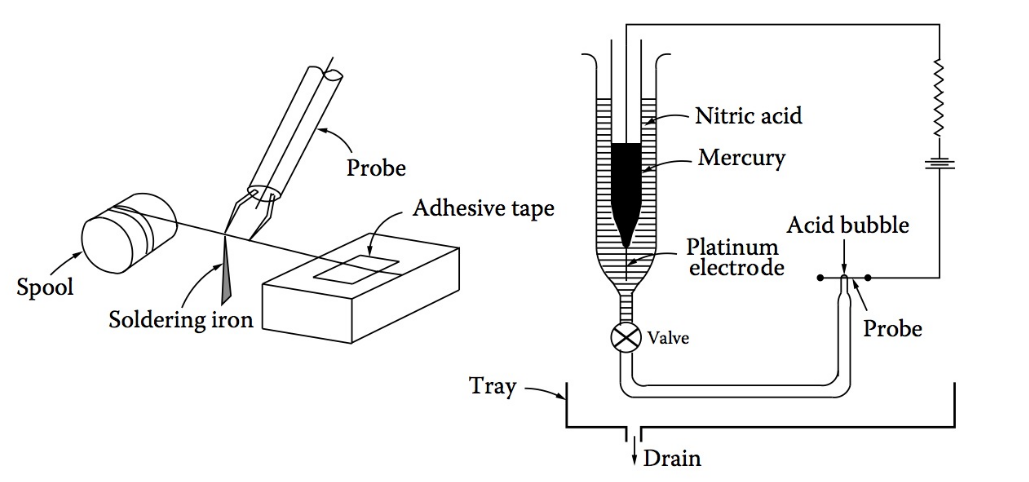 Probe
Adhesive tape
Spool
Soldering iron
Nitric acid
Mercury
Acid bubble
Platinum
electrode
Probe
Valve
Tray
Drain